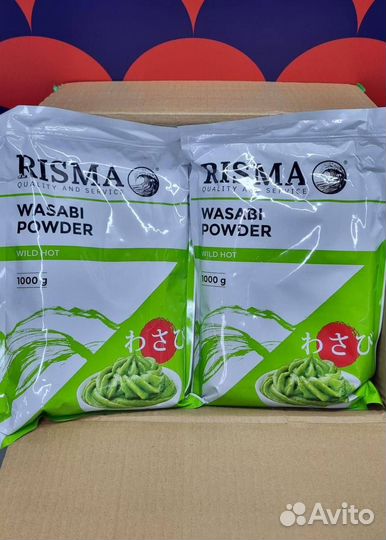 RISMA
QUALITY AND SERVICE
WASABI
POWDER
WILD HOT
1000 g
わさび
RISMA
QUALITY AND SERVICE
WASABI
POWDER
WILD HOT
1000 g
わさび
Avito